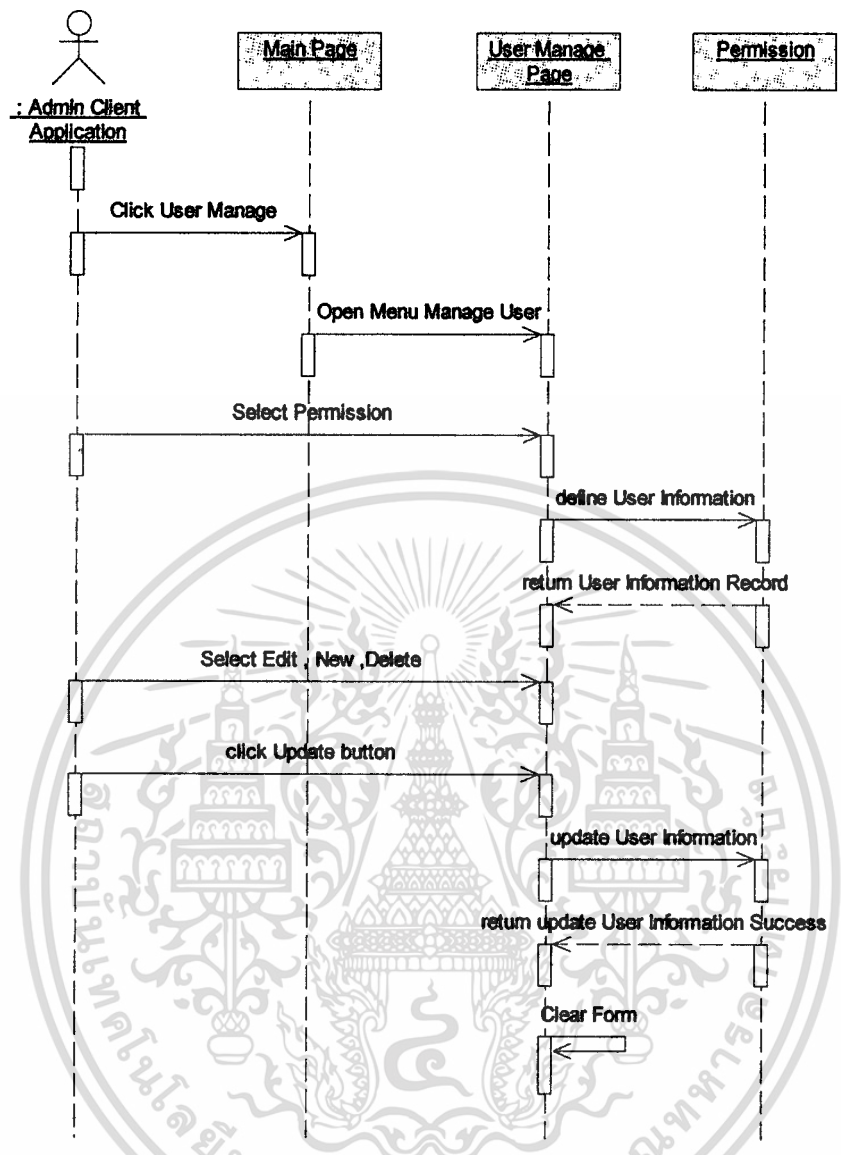 Main Page
User Manage
Page
Permission
: Admin Client
Application
Click User Manage
Open Menu Manage User
Select Permission
define User Information
return User Information Record
Select Edit , New ,Delete
click Update button
update User Information
return update User Information Success
Clear Form